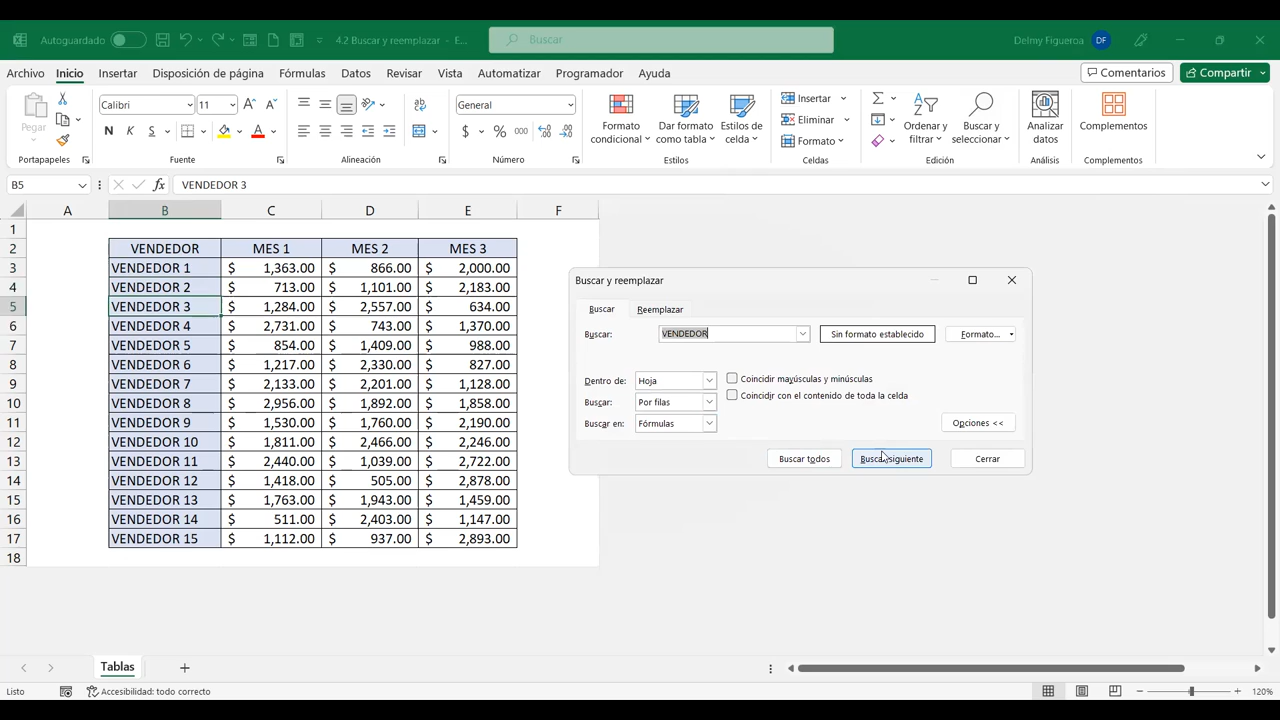 Autoguardado 4.2 Buscar y reemplazar - E... Buscar Delmy Figueroa DF
Archivo Inicio Insertar Disposición de página Fórmulas Datos Revisar Vista Automatizar Programador Ayuda Comentarios Compartir
Pegar Calibri 11 General Formato condicional Dar formato como tabla Estilos de celda Insertar Eliminar Formato Ordenar y filtrar Buscar y seleccionar Analizar datos Complementos
N K S $ % 000
Portapapeles Fuente Alineación Número Estilos Celdas Edición Análisis Complementos
B5 fx VENDEDOR 3
A B C D E F
1
2 VENDEDOR MES 1 MES 2 MES 3
3 VENDEDOR 1 $ 1,363.00 $ 866.00 $ 2,000.00
4 VENDEDOR 2 $ 713.00 $ 1,101.00 $ 2,183.00
5 VENDEDOR 3 $ 1,284.00 $ 2,557.00 $ 634.00
6 VENDEDOR 4 $ 2,731.00 $ 743.00 $ 1,370.00
7 VENDEDOR 5 $ 854.00 $ 1,409.00 $ 988.00
8 VENDEDOR 6 $ 1,217.00 $ 2,330.00 $ 827.00
9 VENDEDOR 7 $ 2,133.00 $ 2,201.00 $ 1,128.00
10 VENDEDOR 8 $ 2,956.00 $ 1,892.00 $ 1,858.00
11 VENDEDOR 9 $ 1,530.00 $ 1,760.00 $ 2,190.00
12 VENDEDOR 10 $ 1,811.00 $ 2,466.00 $ 2,246.00
13 VENDEDOR 11 $ 2,440.00 $ 1,039.00 $ 2,722.00
14 VENDEDOR 12 $ 1,418.00 $ 505.00 $ 2,878.00
15 VENDEDOR 13 $ 1,763.00 $ 1,943.00 $ 1,459.00
16 VENDEDOR 14 $ 511.00 $ 2,403.00 $ 1,147.00
17 VENDEDOR 15 $ 1,112.00 $ 937.00 $ 2,893.00
18
Buscar y reemplazar
Buscar Reemplazar
Buscar: VENDEDOR Sin formato establecido Formato...
Dentro de: Hoja Coincidir mayúsculas y minúsculas
Buscar: Por filas Coincidir con el contenido de toda la celda
Buscar en: Fórmulas Opciones <<
Buscar todos Buscar siguiente Cerrar
Tablas
Listo Accesibilidad: todo correcto 120%